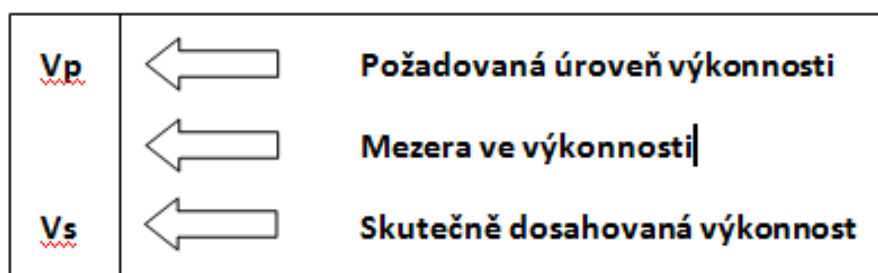 Vp Požadovaná úroveň výkonnosti
Mezera ve výkonnosti
Vs Skutečně dosahovaná výkonnost